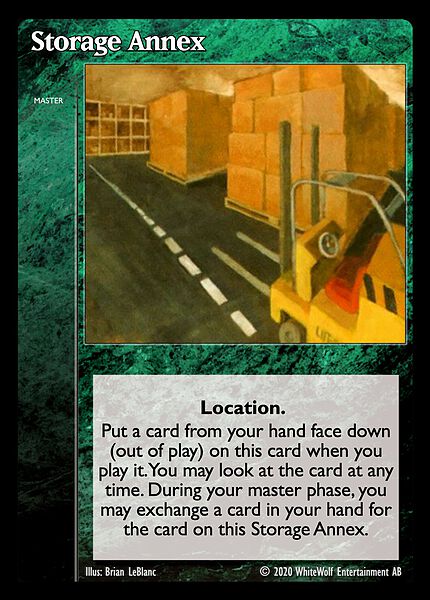 Storage Annex
MASTER
Location.
Put a card from your hand face down
(out of play) on this card when you
play it. You may look at the card at any
time. During your master phase, you
may exchange a card in your hand for
the card on this Storage Annex.
Illus: Brian LeBlanc
© 2020 WhiteWolf Entertainment AB